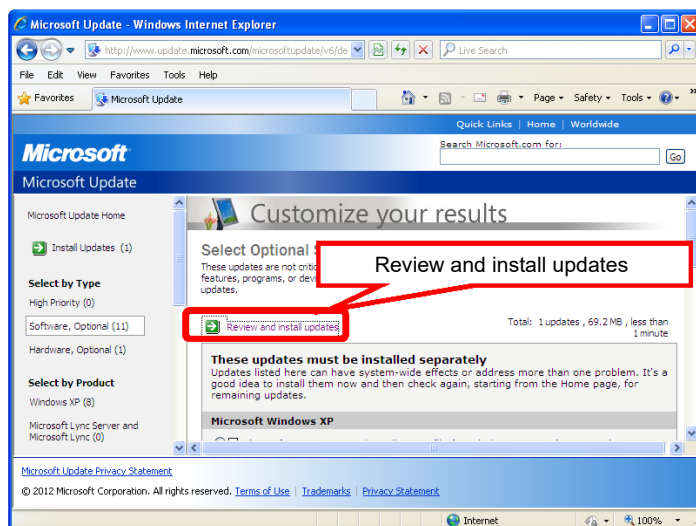 Microsoft Update - Windows Internet Explorer
http://www.update.microsoft.com/microsoftupdate/v6/de
Live Search
File Edit View Favorites Tools Help
Favorites Microsoft Update Page Safety Tools
Quick Links | Home | Worldwide
Microsoft
Search Microsoft.com for:
Go
Microsoft Update
Microsoft Update Home
Install Updates (1)
Select by Type
High Priority (0)
Software, Optional (11)
Hardware, Optional (1)
Select by Product
Windows XP (8)
Microsoft Lync Server and
Microsoft Lync (0)
Customize your results
Select Optional
These updates are not
features, programs, or
updates.
Review and install updates
Review and install updates
Total: 1 updates , 69.2 MB , less than
1 minute
These updates must be installed separately
Updates listed here can have system-wide effects or address more than one problem. It's a
good idea to install them now and then check again, starting from the Home page, for
remaining updates.
Microsoft Windows XP
Microsoft Update Privacy Statement
© 2012 Microsoft Corporation. All rights reserved. Terms of Use | Trademarks | Privacy Statement
Internet 100%